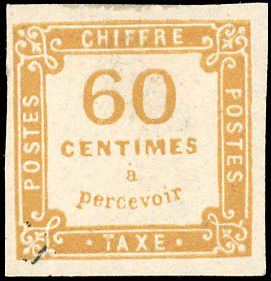 CHIFFRE
POSTES
60
CENTIMES
à
percevoir
POSTES
· TAXE ·